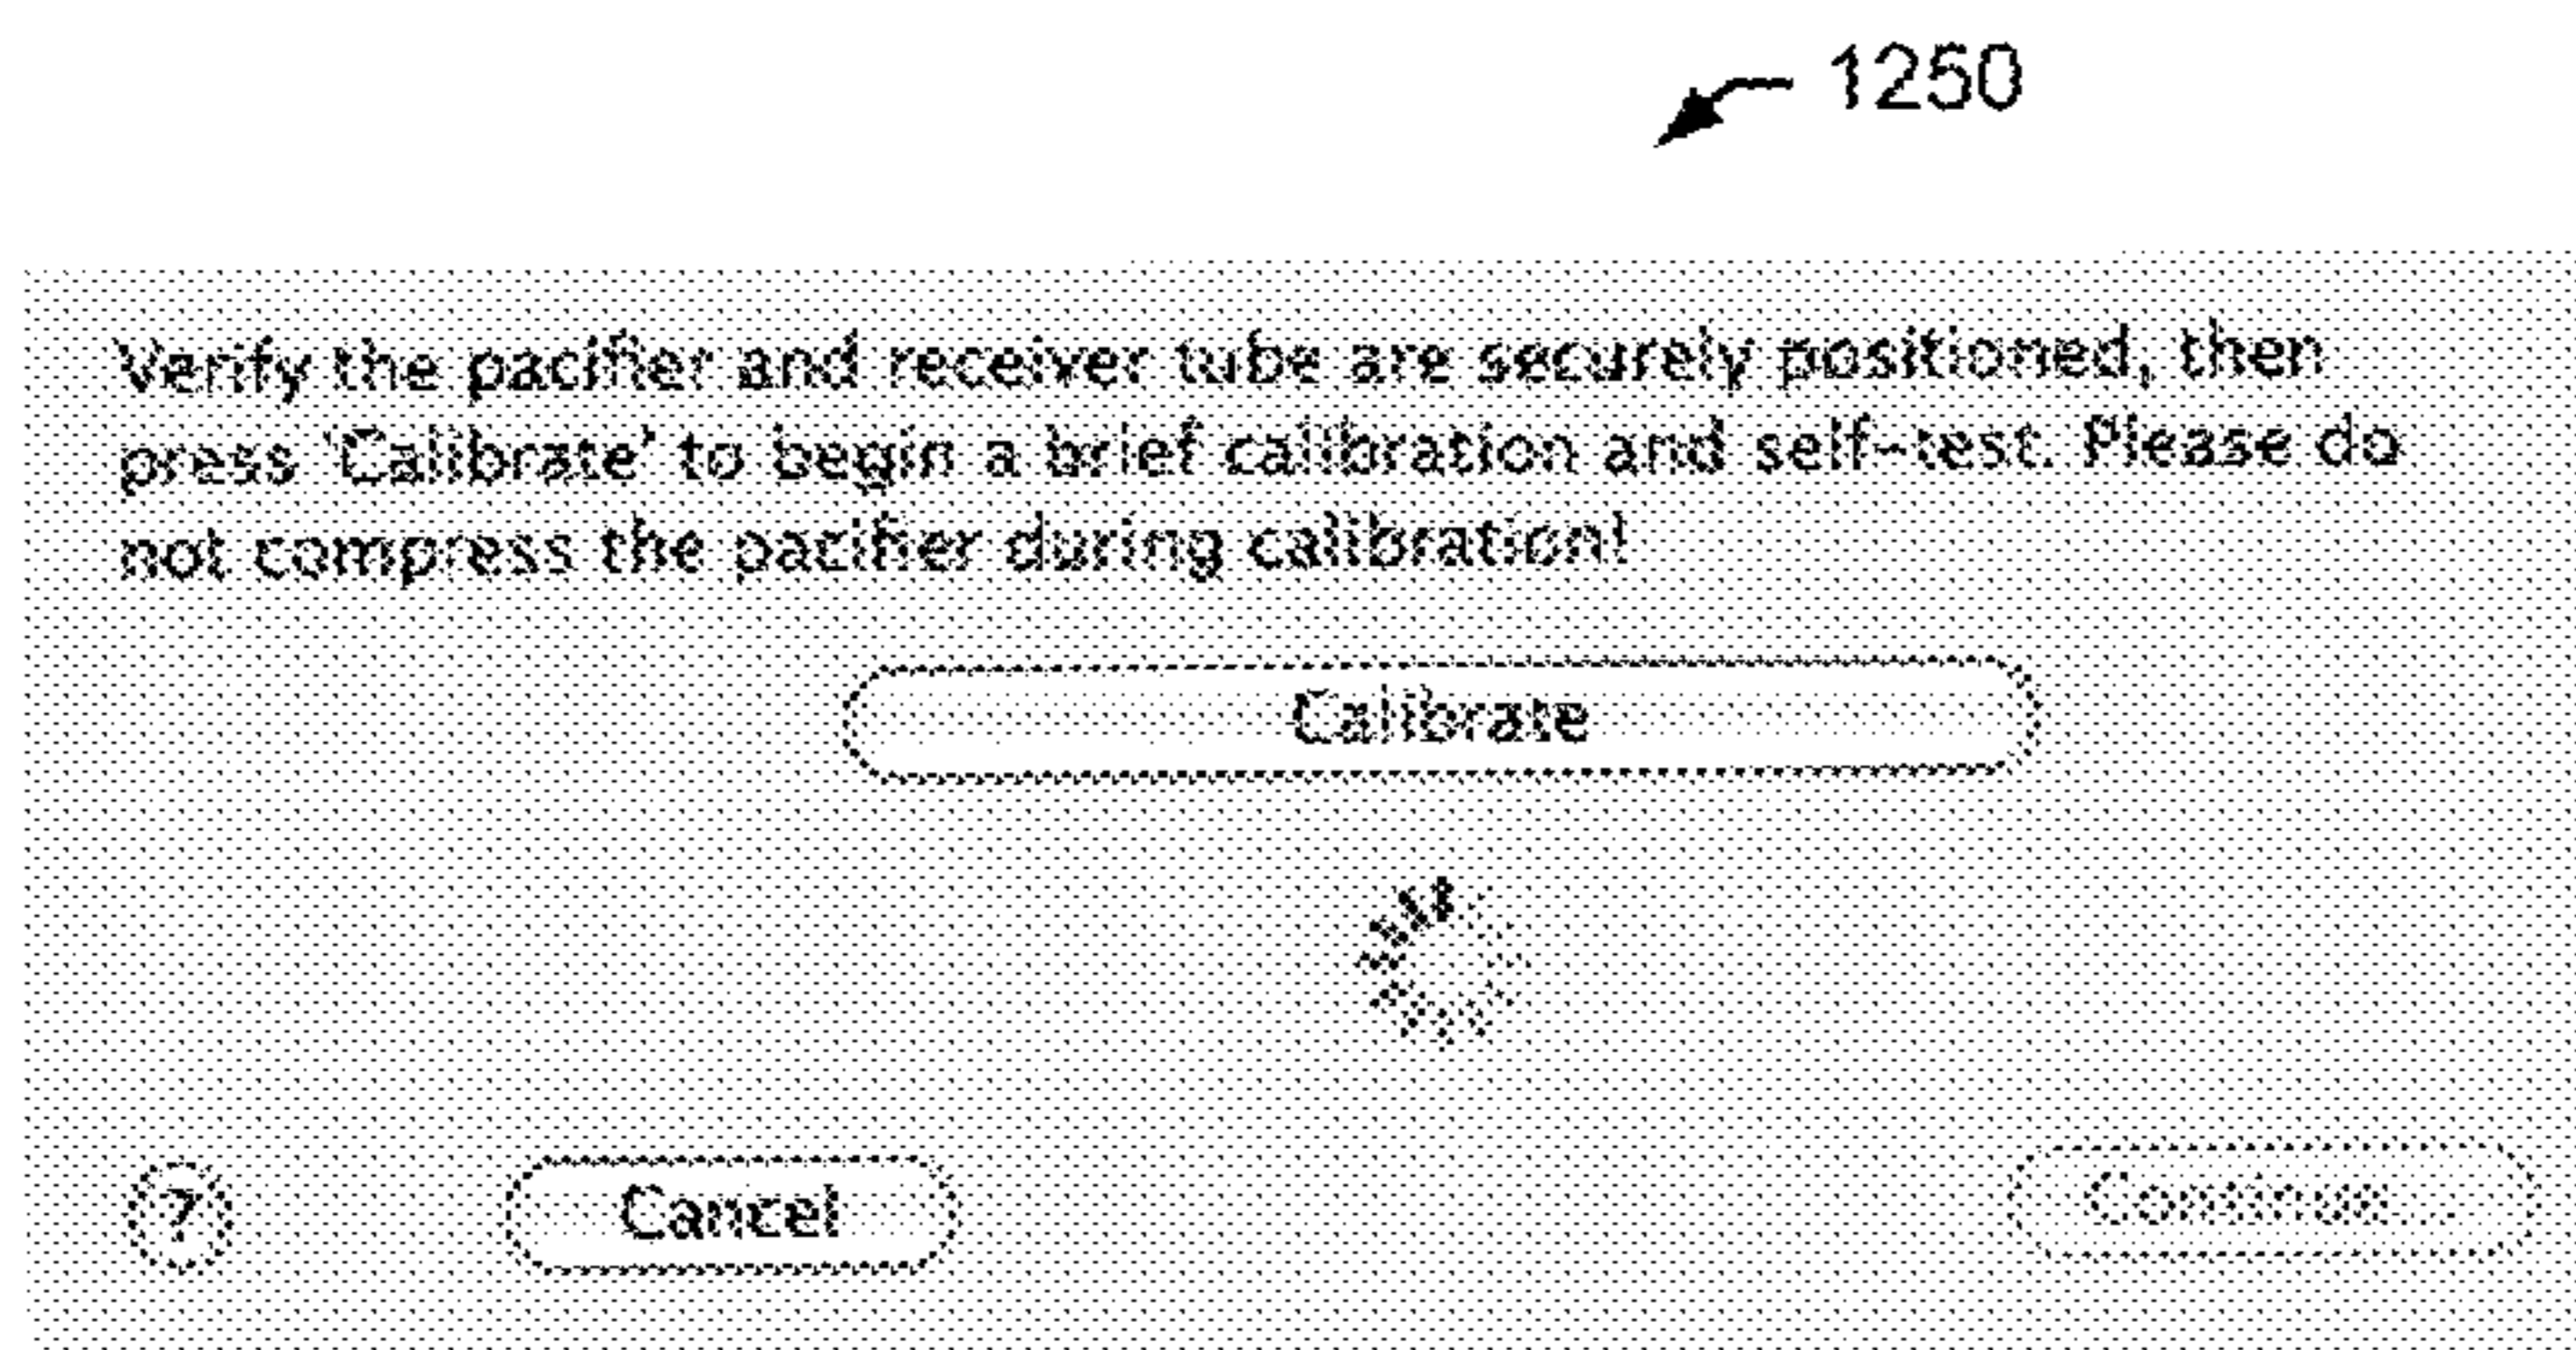 1250
Verify the pacifier and receiver tube are securely positioned, then
press 'Calibrate' to begin a brief calibration and self-test. Please do
not compress the pacifier during calibration!
Calibrate
? Cancel Continue...